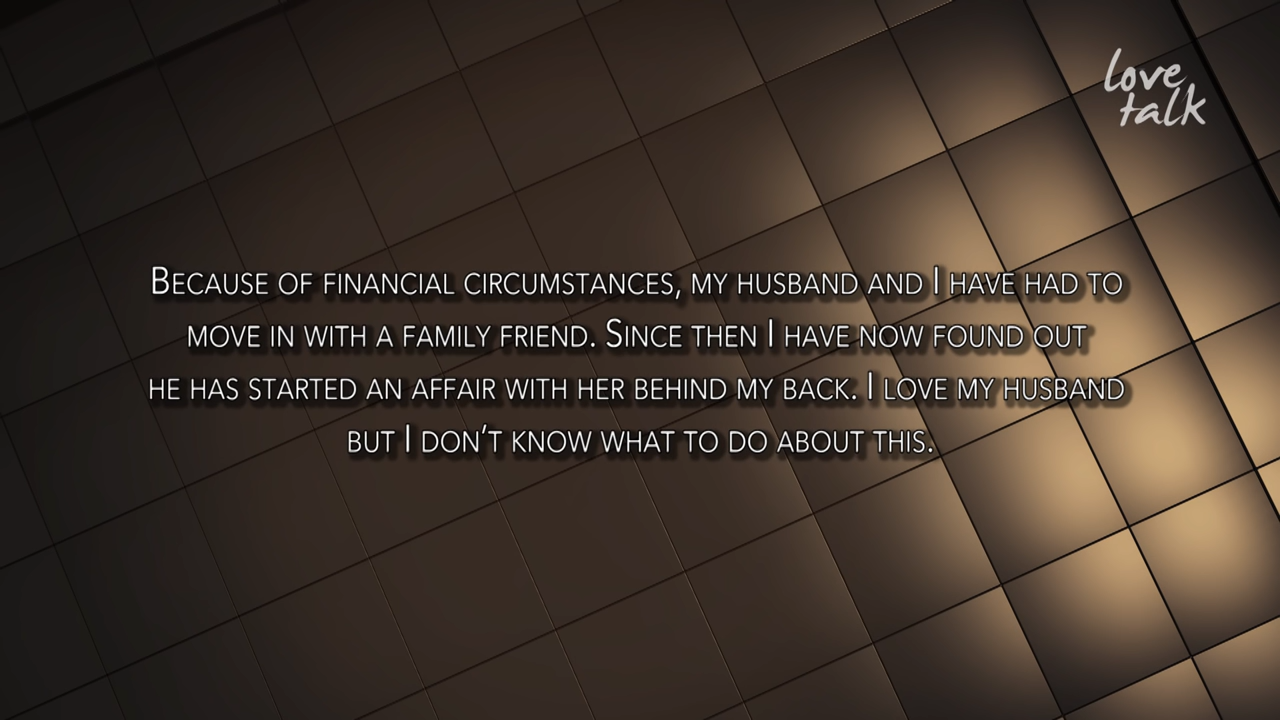 love
talk
BECAUSE OF FINANCIAL CIRCUMSTANCES, MY HUSBAND AND I HAVE HAD TO
MOVE IN WITH A FAMILY FRIEND. SINCE THEN I HAVE NOW FOUND OUT
HE HAS STARTED AN AFFAIR WITH HER BEHIND MY BACK. I LOVE MY HUSBAND
BUT I DON'T KNOW WHAT TO DO ABOUT THIS.